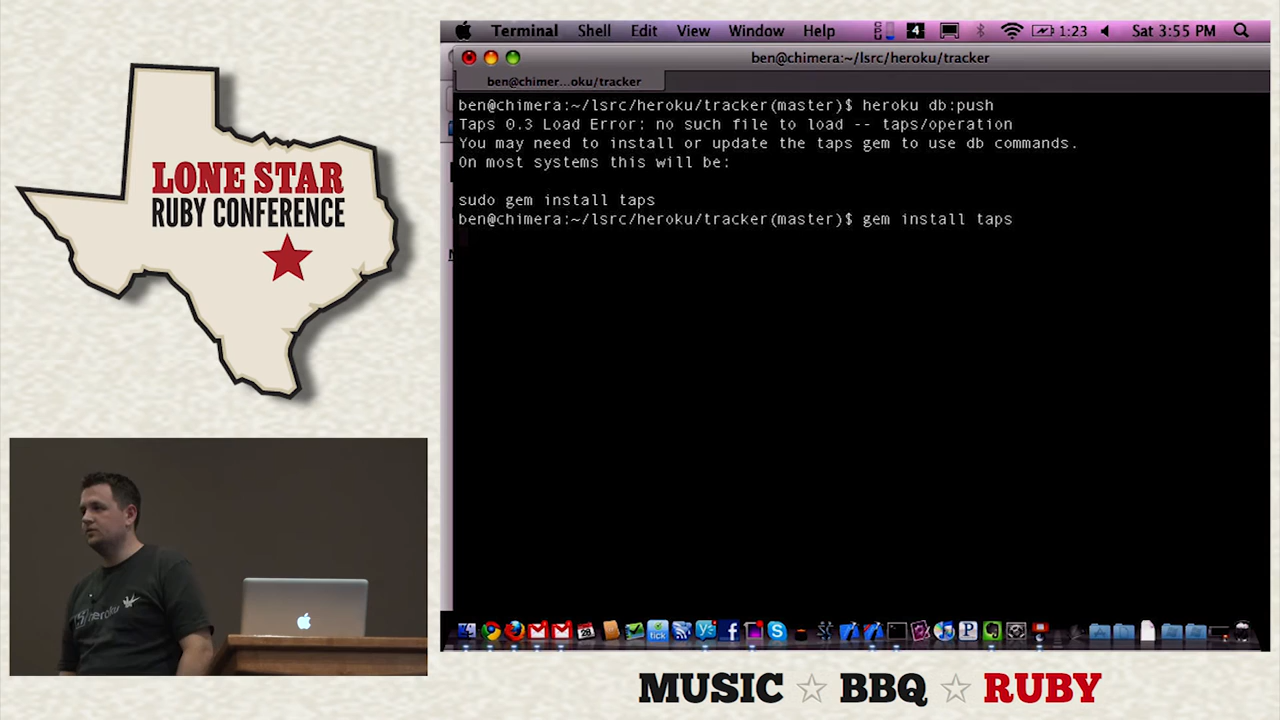 LONE STAR
RUBY CONFERENCE
Terminal Shell Edit View Window Help 4 1:23 Sat 3:55 PM
ben@chimera:~/lsrc/heroku/tracker
ben@chimer...oku/tracker
ben@chimera:~/lsrc/heroku/tracker(master)$ heroku db:push
Taps 0.3 Load Error: no such file to load -- taps/operation
You may need to install or update the taps gem to use db commands.
On most systems this will be:
sudo gem install taps
ben@chimera:~/lsrc/heroku/tracker(master)$ gem install taps
heroku
tick
MUSIC ☆ BBQ ☆ RUBY